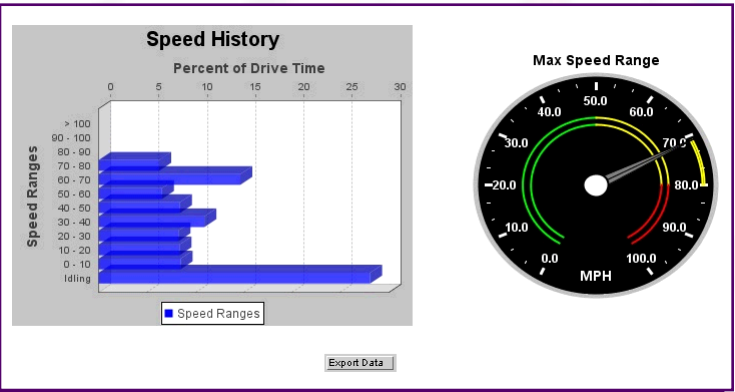 Speed History
Percent of Drive Time
0 5 10 15 20 25 30
Speed Ranges
> 100
90 - 100
80 - 90
70 - 80
60 - 70
50 - 60
40 - 50
30 - 40
20 - 30
10 - 20
0 - 10
Idling
Speed Ranges
Max Speed Range
0.0
10.0
20.0
30.0
40.0
50.0
60.0
70.0
80.0
90.0
100.0
MPH
Export Data